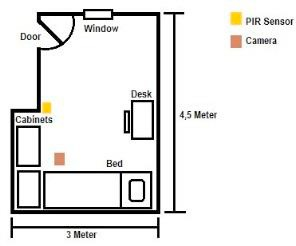 Door
Window
PIR Sensor
Camera
Desk
Cabinets
4,5 Meter
Bed
3 Meter